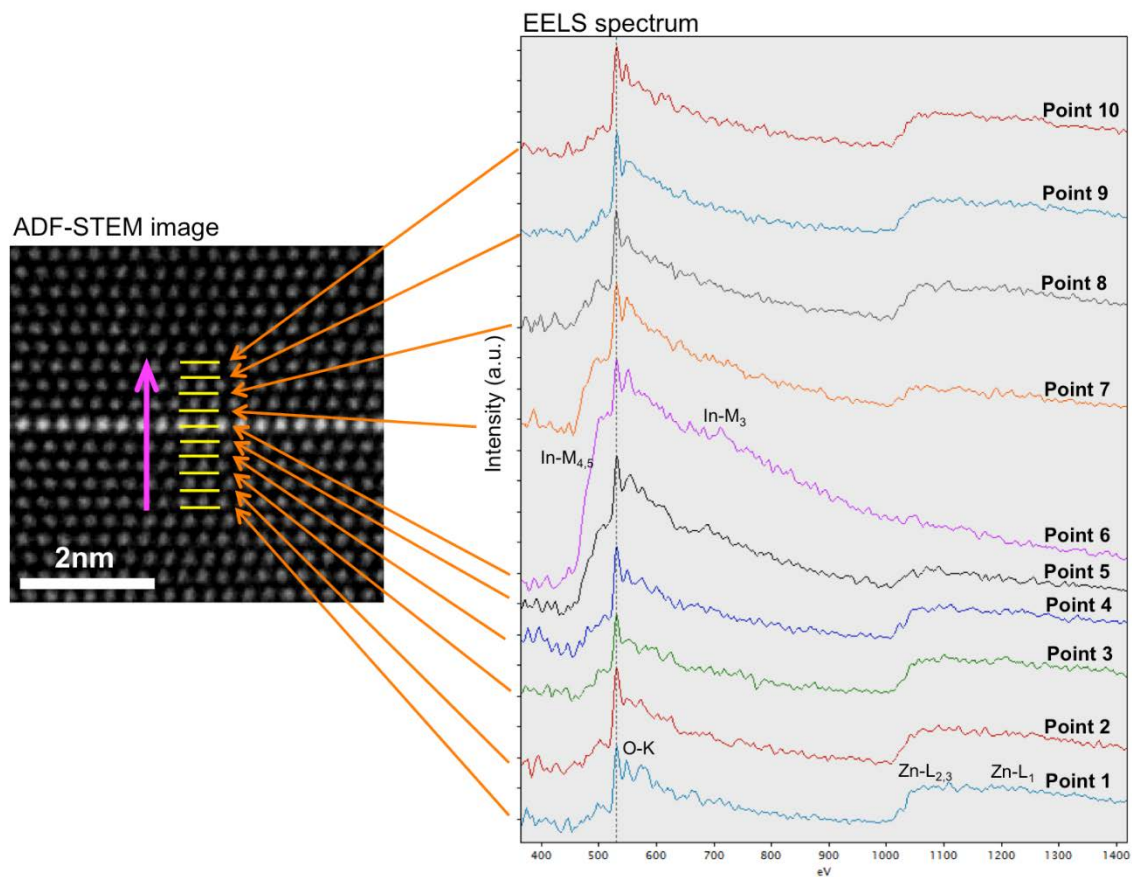 EELS spectrum
ADF-STEM image
2nm
Intensity (a.u.)
Point 10
Point 9
Point 8
Point 7
In-M3
In-M4,5
Point 6
Point 5
Point 4
Point 3
Point 2
O-K
Zn-L2,3
Zn-L1
Point 1
400 500 600 700 800 900 1000 1100 1200 1300 1400
eV